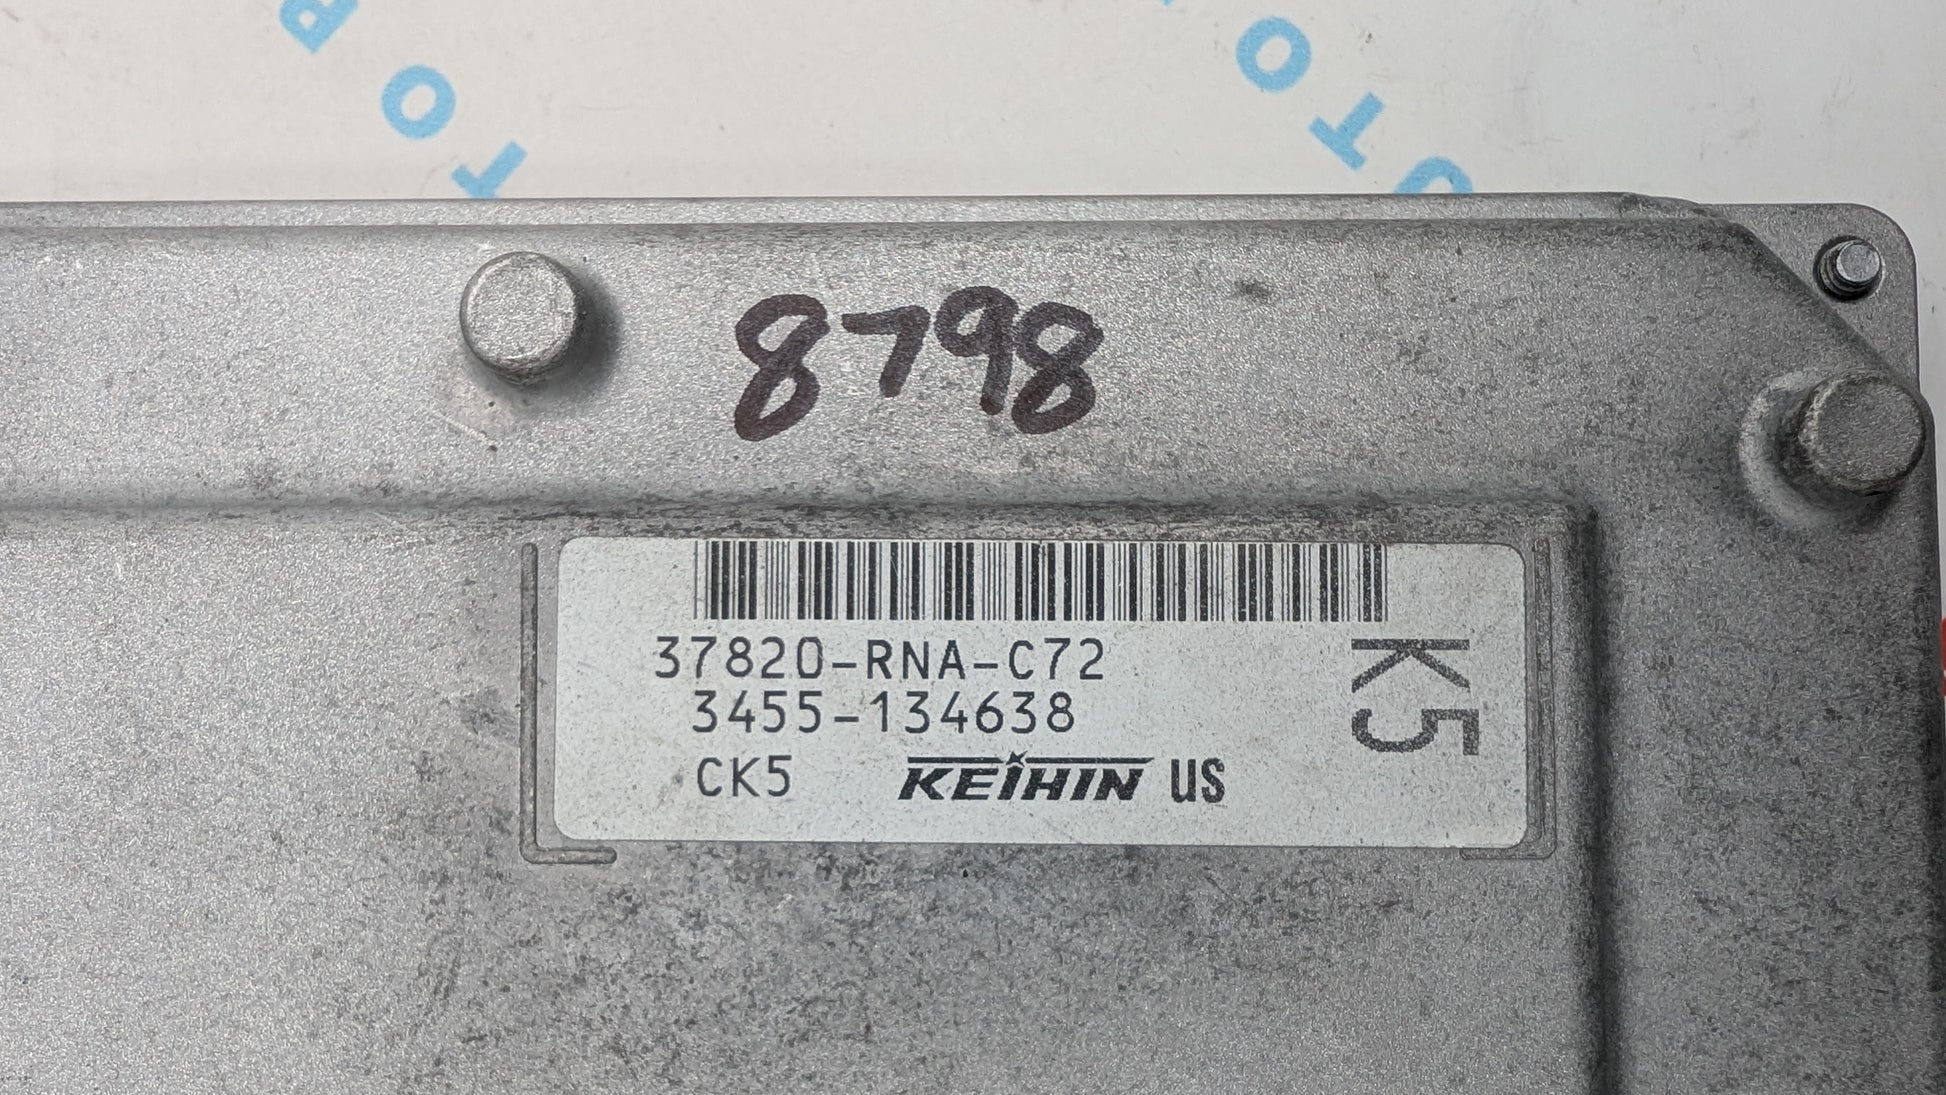 R
O
T
O
T
O
8798
37820-RNA-C72
3455-134638
CK5 KEIHIN US
K5